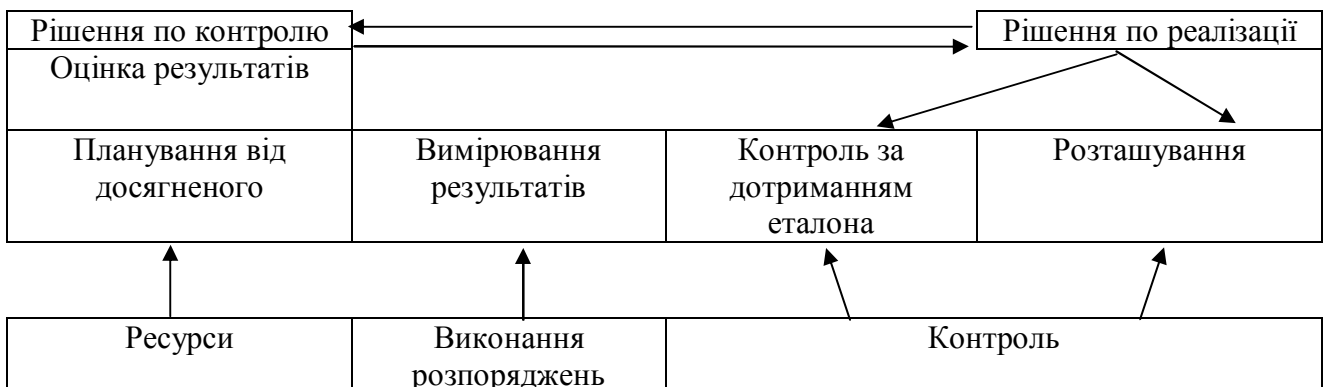 Рішення по контролю
Рішення по реалізації
Оцінка результатів
Планування від
досягненого
Вимірювання
результатів
Контроль за
дотриманням
еталона
Розташування
Ресурси
Виконання
розпоряджень
Контроль